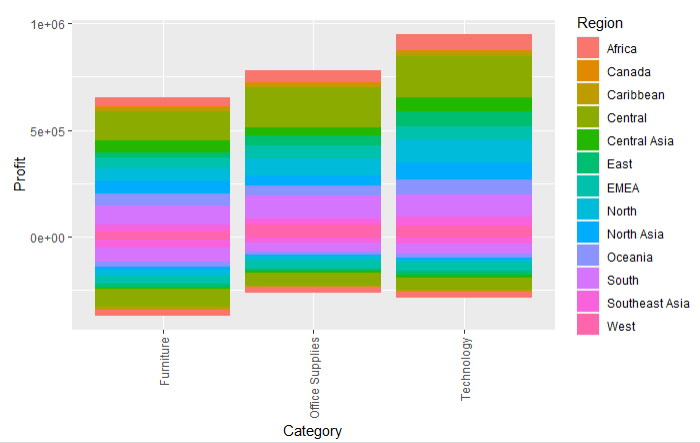 1e+06
5e+05
0e+00
Profit
Furniture
Office Supplies
Technology
Category
Region
Africa
Canada
Caribbean
Central
Central Asia
East
EMEA
North
North Asia
Oceania
South
Southeast Asia
West